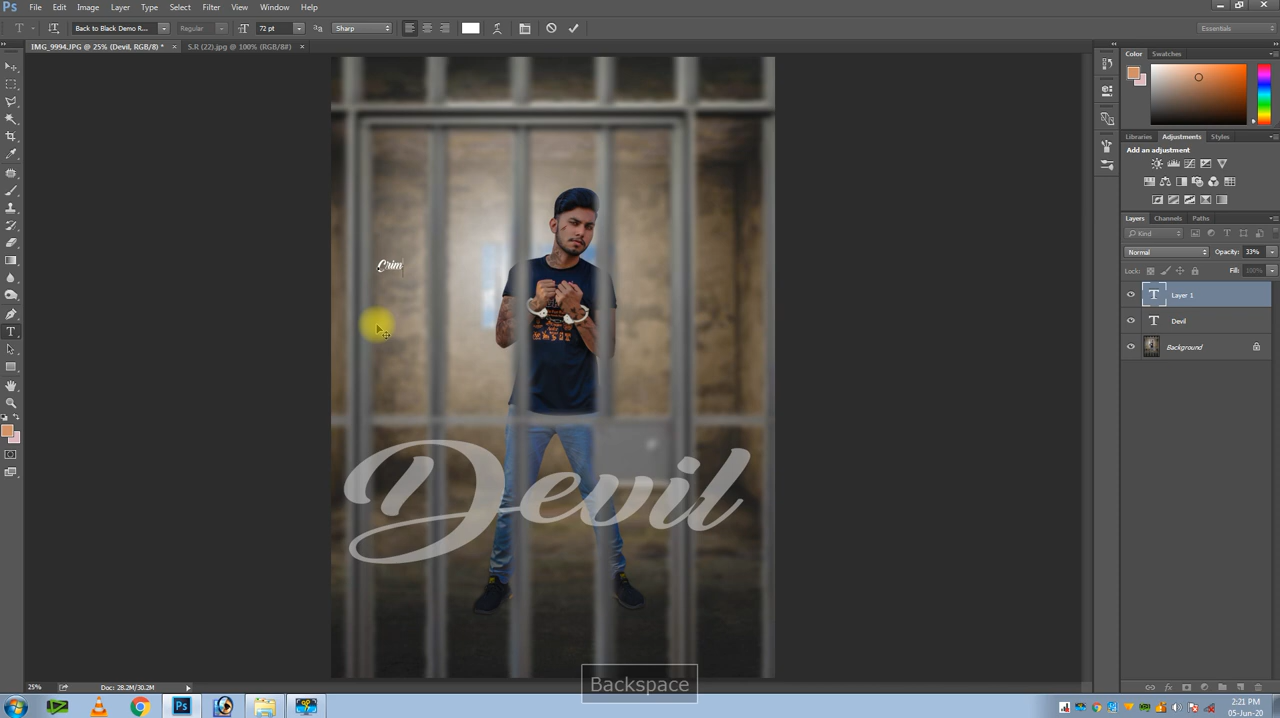 Ps File Edit Image Layer Type Select Filter View Window Help
Back to Black Demo R... Regular 72 pt Sharp Essentials
IMG_9994.JPG @ 25% (Devil, RGB/8) * × S.R (22).jpg @ 100% (RGB/8#) ×
Color Swatches
Libraries Adjustments Styles
Add an adjustment
Layers Channels Paths
Kind
Normal Opacity: 33%
Lock: Fill: 100%
Layer 1
Devil
Background
Crim
Devil
Backspace
25% Doc: 28.2M/30.2M
Ps
2:21 PM
05-Jun-20